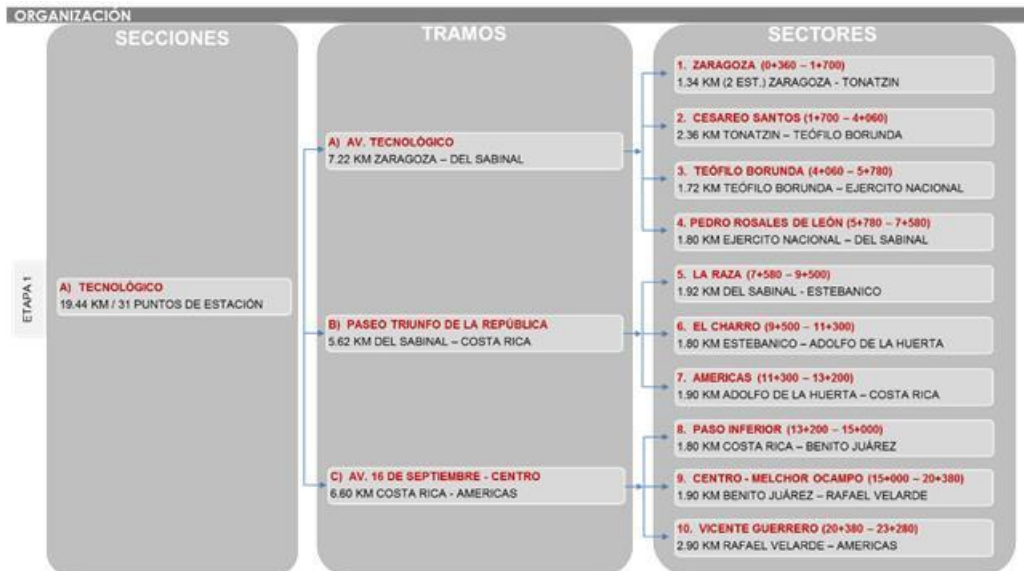 ORGANIZACIÓN
SECCIONES
TRAMOS
SECTORES
ETAPA 1
A) TECNOLÓGICO
19.44 KM / 31 PUNTOS DE ESTACIÓN
A) AV. TECNOLÓGICO
7.22 KM ZARAGOZA – DEL SABINAL
B) PASEO TRIUNFO DE LA REPÚBLICA
5.62 KM DEL SABINAL – COSTA RICA
C) AV. 16 DE SEPTIEMBRE - CENTRO
6.60 KM COSTA RICA - AMERICAS
1. ZARAGOZA (0+360 – 1+700)
1.34 KM (2 EST.) ZARAGOZA - TONATZIN
2. CESAREO SANTOS (1+700 – 4+060)
2.36 KM TONATZIN – TEÓFILO BORUNDA
3. TEÓFILO BORUNDA (4+060 – 5+780)
1.72 KM TEÓFILO BORUNDA – EJERCITO NACIONAL
4. PEDRO ROSALES DE LEÓN (5+780 – 7+580)
1.80 KM EJERCITO NACIONAL – DEL SABINAL
5. LA RAZA (7+580 – 9+500)
1.92 KM DEL SABINAL - ESTEBANICO
6. EL CHARRO (9+500 – 11+300)
1.80 KM ESTEBANICO – ADOLFO DE LA HUERTA
7. AMERICAS (11+300 – 13+200)
1.90 KM ADOLFO DE LA HUERTA – COSTA RICA
8. PASO INFERIOR (13+200 – 15+000)
1.80 KM COSTA RICA – BENITO JUÁREZ
9. CENTRO - MELCHOR OCAMPO (15+000 – 20+380)
1.90 KM BENITO JUÁREZ – RAFAEL VELARDE
10. VICENTE GUERRERO (20+380 – 23+280)
2.90 KM RAFAEL VELARDE – AMERICAS